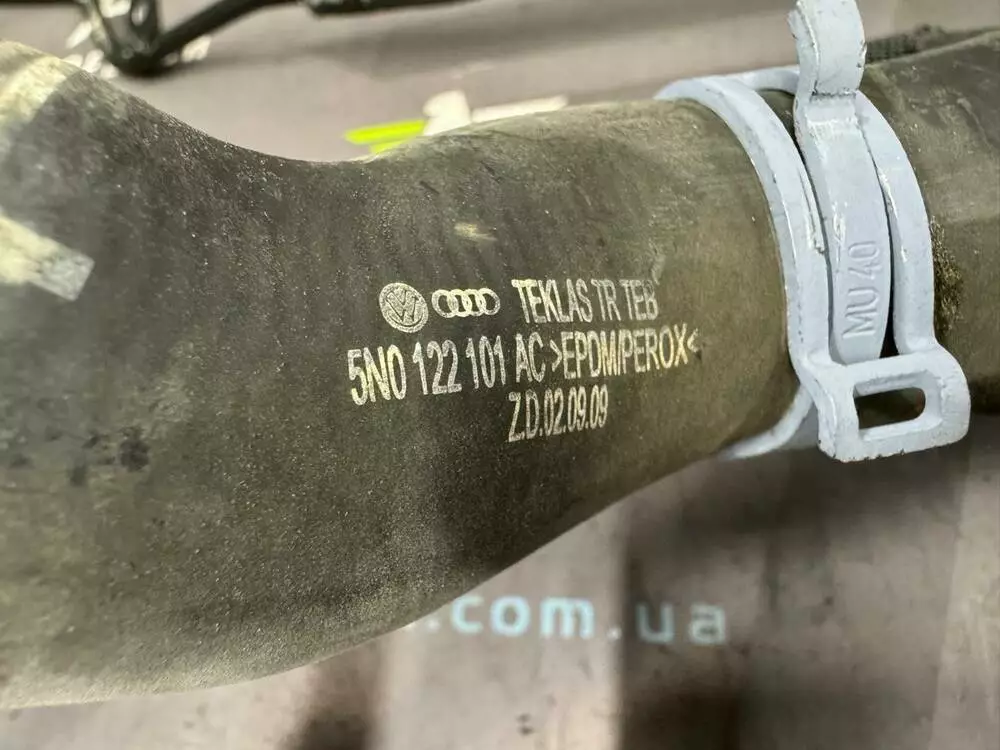 TEKLAS TR TEB
5N0 122 101 AC >EPDM/PEROX<
Z.D.02.09.09
MU 40
.com.ua